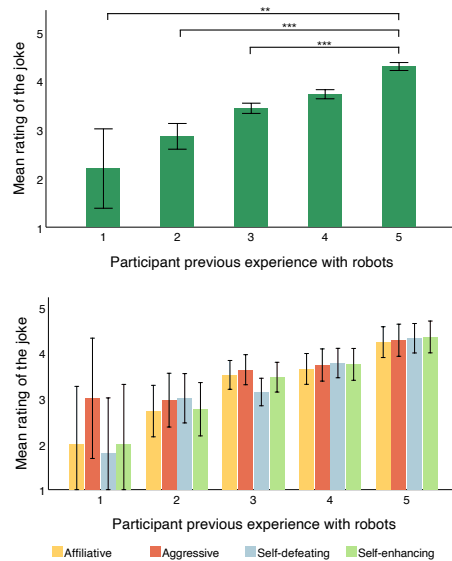 **
***
***
5
4
3
2
1
Mean rating of the joke
1 2 3 4 5
Participant previous experience with robots
5
4
3
2
1
Mean rating of the joke
1 2 3 4 5
Participant previous experience with robots
Affiliative Aggressive Self-defeating Self-enhancing